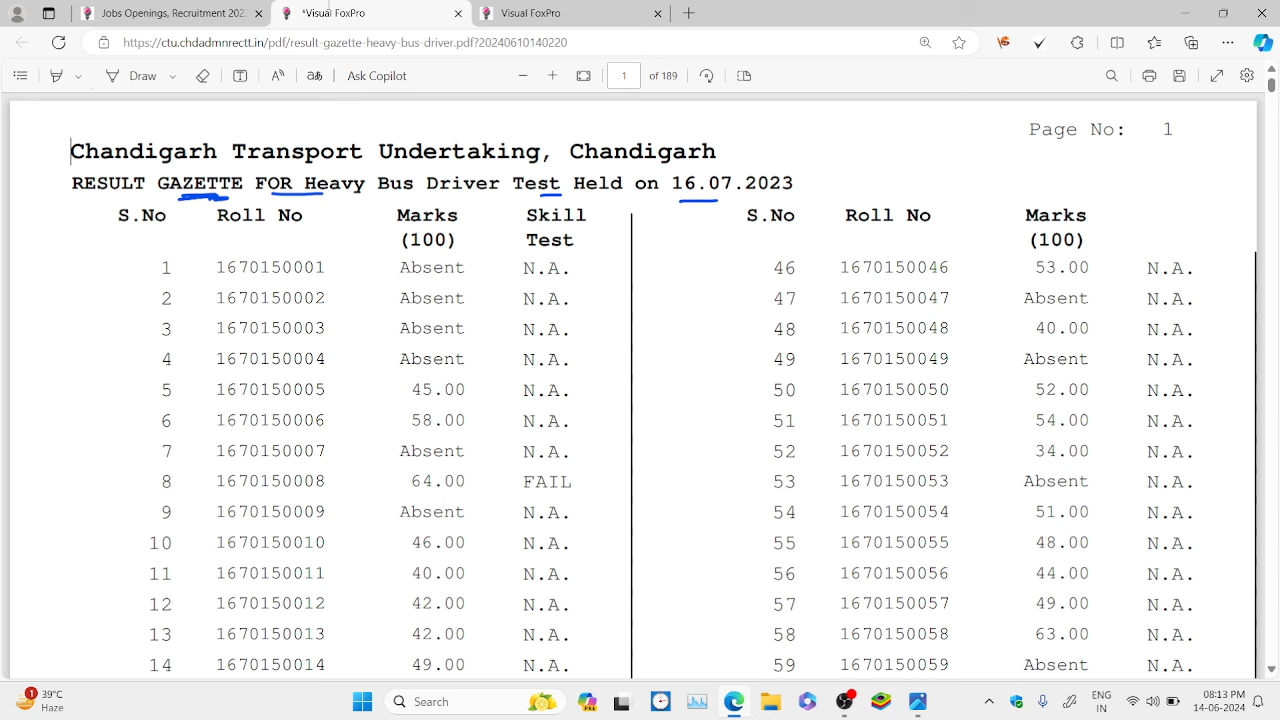 Jobs Openings, Recruitment 202
*Visual FoxPro
Visual FoxPro
https://ctu.chdadmnrectt.in/pdf/result-gazette-heavy-bus-driver.pdf?20240610140220
Draw
Ask Copilot
1 of 189
Page No: 1
Chandigarh Transport Undertaking, Chandigarh
RESULT GAZETTE FOR Heavy Bus Driver Test Held on 16.07.2023
S.No Roll No Marks Skill S.No Roll No Marks
(100) Test (100)
1 1670150001 Absent N.A. 46 1670150046 53.00 N.A.
2 1670150002 Absent N.A. 47 1670150047 Absent N.A.
3 1670150003 Absent N.A. 48 1670150048 40.00 N.A.
4 1670150004 Absent N.A. 49 1670150049 Absent N.A.
5 1670150005 45.00 N.A. 50 1670150050 52.00 N.A.
6 1670150006 58.00 N.A. 51 1670150051 54.00 N.A.
7 1670150007 Absent N.A. 52 1670150052 34.00 N.A.
8 1670150008 64.00 FAIL 53 1670150053 Absent N.A.
9 1670150009 Absent N.A. 54 1670150054 51.00 N.A.
10 1670150010 46.00 N.A. 55 1670150055 48.00 N.A.
11 1670150011 40.00 N.A. 56 1670150056 44.00 N.A.
12 1670150012 42.00 N.A. 57 1670150057 49.00 N.A.
13 1670150013 42.00 N.A. 58 1670150058 63.00 N.A.
14 1670150014 49.00 N.A. 59 1670150059 Absent N.A.
1
39°C
Haze
Search
ENG
IN
08:13 PM
14-06-2024